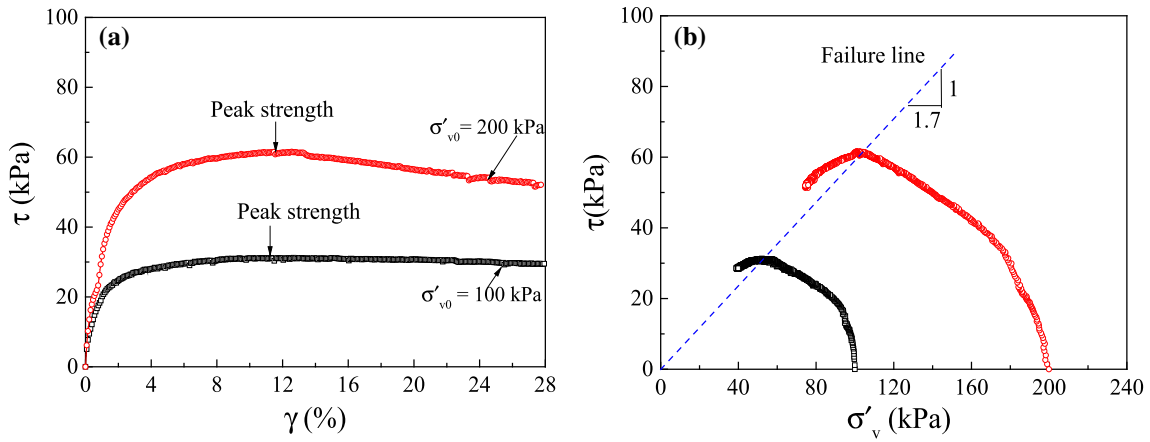 (a)
100
80
60
40
20
0
τ (kPa)
Peak strength
σ′v0 = 200 kPa
Peak strength
σ′v0 = 100 kPa
0 4 8 12 16 20 24 28
γ (%)
(b)
100
80
60
40
20
0
τ(kPa)
Failure line
1
1.7
0 40 80 120 160 200 240
σ′v (kPa)